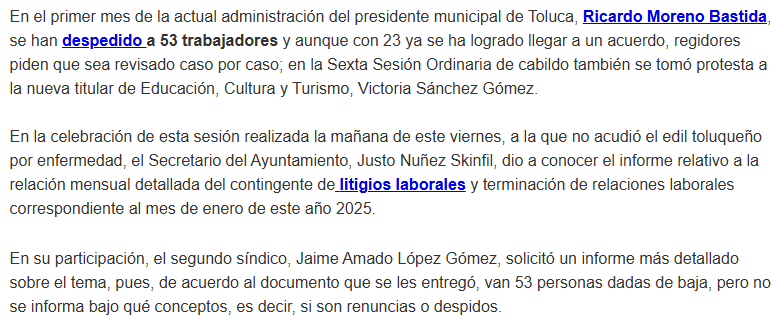 En el primer mes de la actual administración del presidente municipal de Toluca, Ricardo Moreno Bastida,
se han despedido a 53 trabajadores y aunque con 23 ya se ha logrado llegar a un acuerdo, regidores
piden que sea revisado caso por caso; en la Sexta Sesión Ordinaria de cabildo también se tomó protesta a
la nueva titular de Educación, Cultura y Turismo, Victoria Sánchez Gómez.
En la celebración de esta sesión realizada la mañana de este viernes, a la que no acudió el edil toluqueño
por enfermedad, el Secretario del Ayuntamiento, Justo Nuñez Skinfil, dio a conocer el informe relativo a la
relación mensual detallada del contingente de litigios laborales y terminación de relaciones laborales
correspondiente al mes de enero de este año 2025.
En su participación, el segundo síndico, Jaime Amado López Gómez, solicitó un informe más detallado
sobre el tema, pues, de acuerdo al documento que se les entregó, van 53 personas dadas de baja, pero no
se informa bajo qué conceptos, es decir, si son renuncias o despidos.